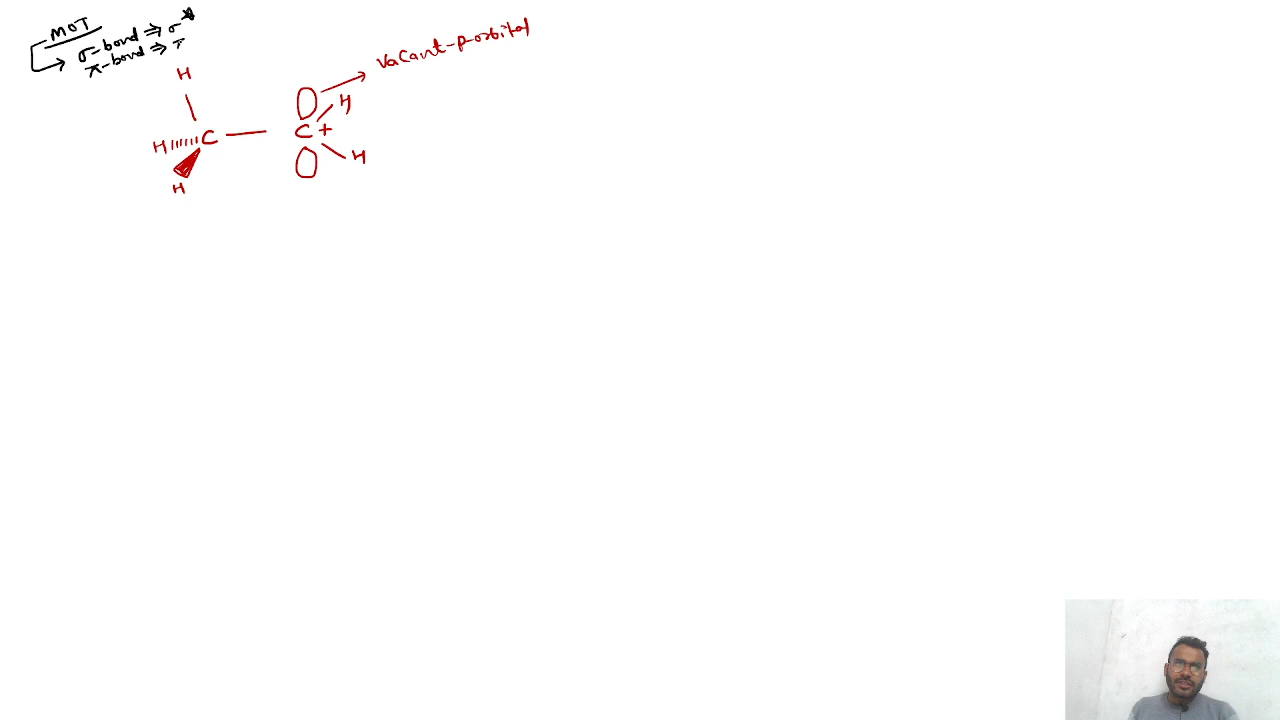 MOT
σ-bond ⇒ σ*
π-bond ⇒ π
Vacant-p-orbital
H
H
H C C +
H
H